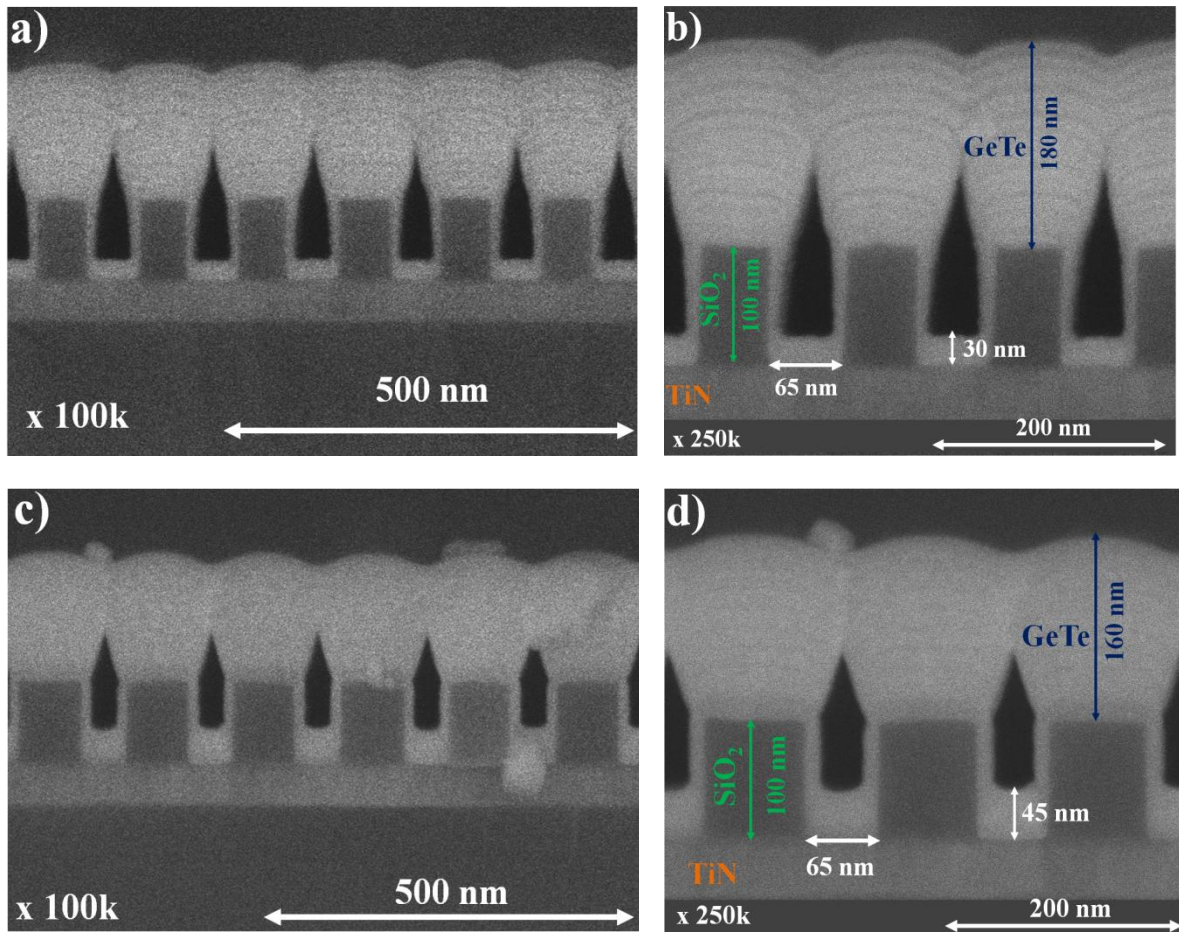 a)
500 nm
x 100k
b)
GeTe
180 nm
SiO₂
100 nm
30 nm
65 nm
TiN
200 nm
x 250k
c)
500 nm
x 100k
d)
GeTe
160 nm
SiO₂
100 nm
45 nm
65 nm
TiN
200 nm
x 250k